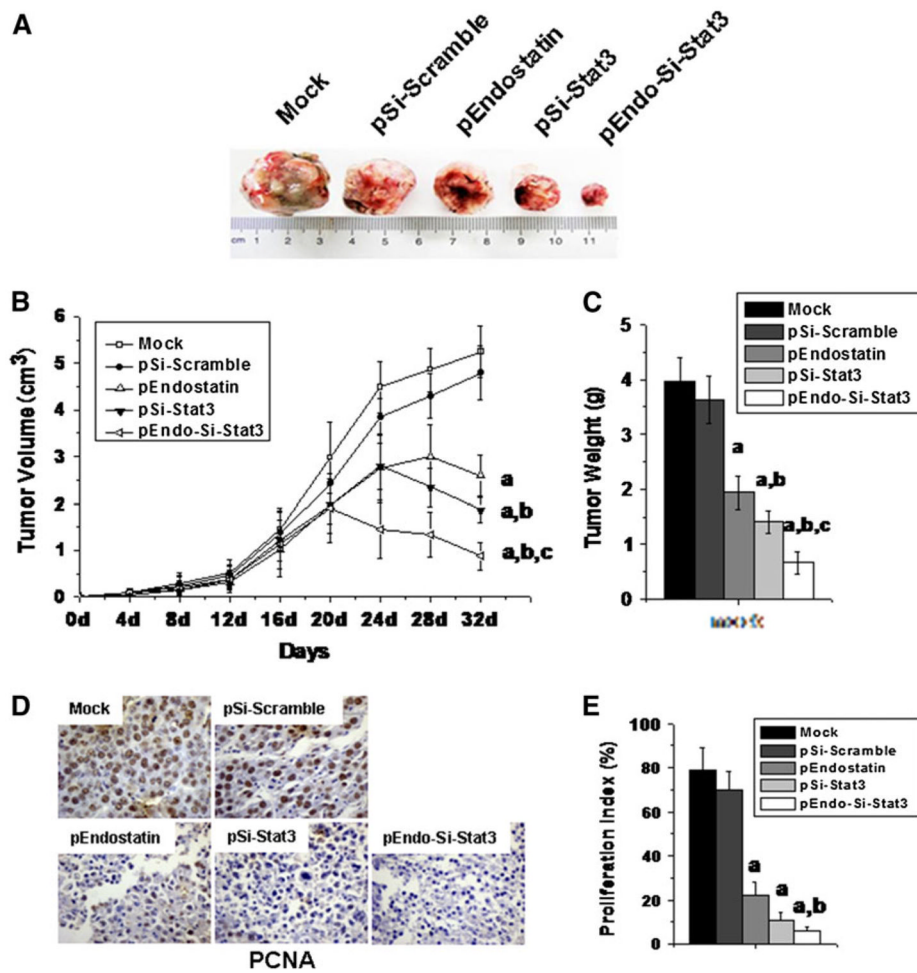 A
Mock
pSi-Scramble
pEndostatin
pSi-Stat3
pEndo-Si-Stat3
cm 1 2 3 4 5 6 7 8 9 10 11
B
Tumor Volume (cm³)
6
5
4
3
2
1
0
Mock
pSi-Scramble
pEndostatin
pSi-Stat3
pEndo-Si-Stat3
a
a,b
a,b,c
0d 4d 8d 12d 16d 20d 24d 28d 32d
Days
C
Mock
pSi-Scramble
pEndostatin
pSi-Stat3
pEndo-Si-Stat3
Tumor Weight (g)
5
4
3
2
1
0
a
a,b
a,b,c
D
Mock
pSi-Scramble
pEndostatin
pSi-Stat3
pEndo-Si-Stat3
PCNA
E
Mock
pSi-Scramble
pEndostatin
pSi-Stat3
pEndo-Si-Stat3
Proliferation Index (%)
100
80
60
40
20
0
a
a
a,b